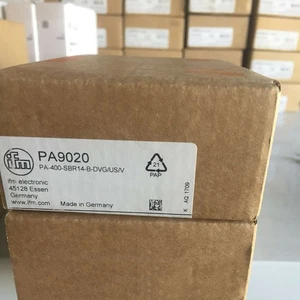 ifm
PA9020
PA-400-SBR14-B-DVG/US/V
ifm electronic
45128 Essen
Germany
www.ifm.com
Made in Germany
21
PAP
X AQ 1709